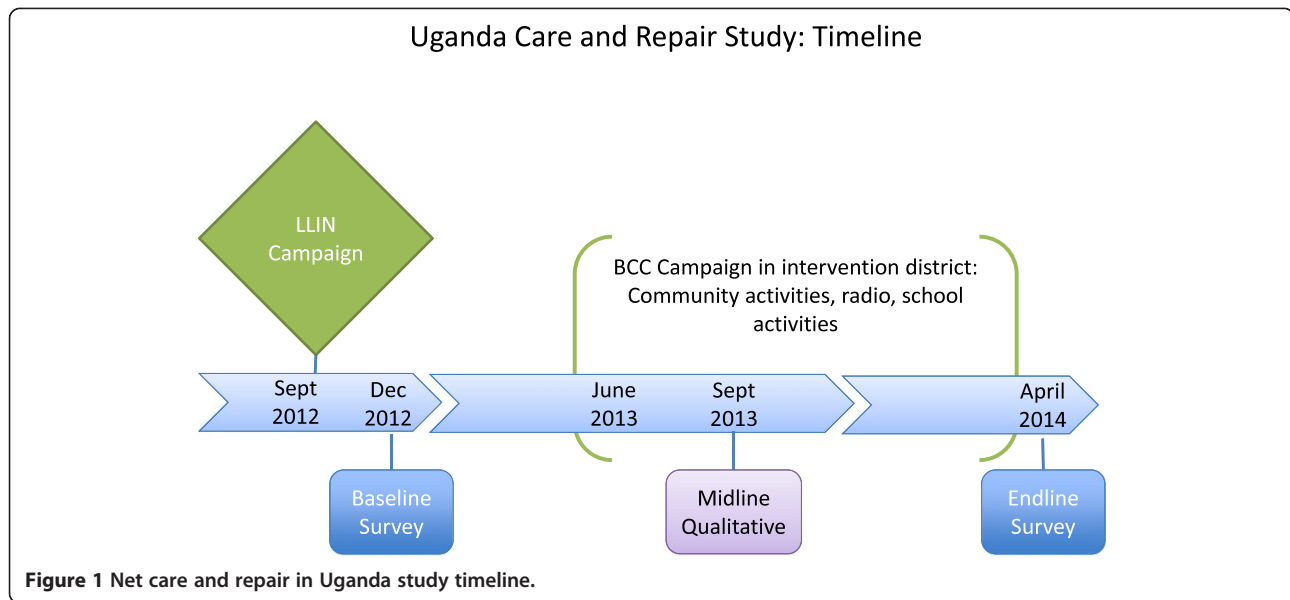 Uganda Care and Repair Study: Timeline
LLIN
Campaign
BCC Campaign in intervention district:
Community activities, radio, school
activities
Sept
2012
Dec
2012
June
2013
Sept
2013
April
2014
Baseline
Survey
Midline
Qualitative
Endline
Survey
Figure 1 Net care and repair in Uganda study timeline.